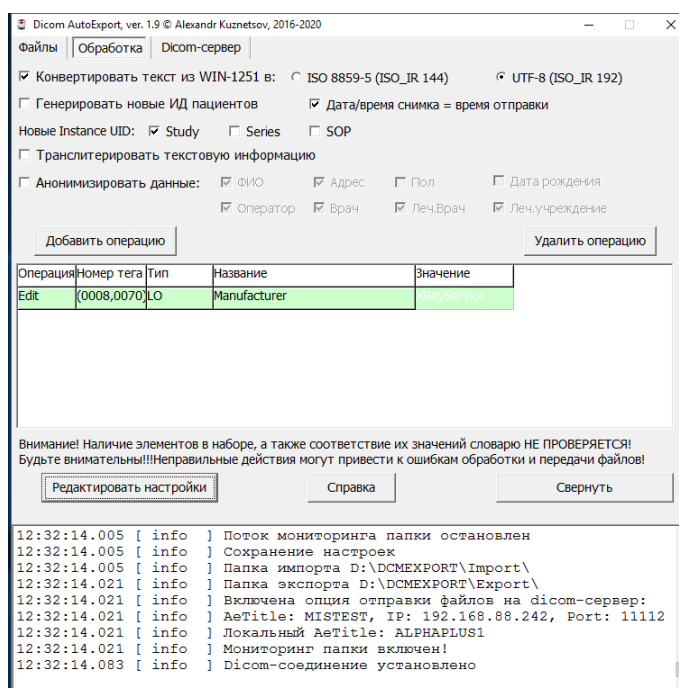 Dicom AutoExport, ver. 1.9 © Alexandr Kuznetsov, 2016-2020
Файлы Обработка Dicom-сервер
Конвертировать текст из WIN-1251 в: ISO 8859-5 (ISO_IR 144) UTF-8 (ISO_IR 192)
Генерировать новые ИД пациентов Дата/время снимка = время отправки
Новые Instance UID: Study Series SOP
Транслитерировать текстовую информацию
Анонимизировать данные: ФИО Адрес Пол Дата рождения
Оператор Врач Леч.Врач Леч.учреждение
Добавить операцию Удалить операцию
Операция Номер тега Тип Название Значение
Edit (0008,0070) LO Manufacturer XRayService
Внимание! Наличие элементов в наборе, а также соответствие их значений словарю НЕ ПРОВЕРЯЕТСЯ!
Будьте внимательны!!!Неправильные действия могут привести к ошибкам обработки и передачи файлов!
Редактировать настройки Справка Свернуть
12:32:14.005 [ info ] Поток мониторинга папки остановлен
12:32:14.005 [ info ] Сохранение настроек
12:32:14.005 [ info ] Папка импорта D:\DCMEXPORT\Import\
12:32:14.021 [ info ] Папка экспорта D:\DCMEXPORT\Export\
12:32:14.021 [ info ] Включена опция отправки файлов на dicom-сервер:
12:32:14.021 [ info ] AeTitle: MISTEST, IP: 192.168.88.242, Port: 11112
12:32:14.021 [ info ] Локальный AeTitle: ALPHAPLUS1
12:32:14.021 [ info ] Мониторинг папки включен!
12:32:14.083 [ info ] Dicom-соединение установлено